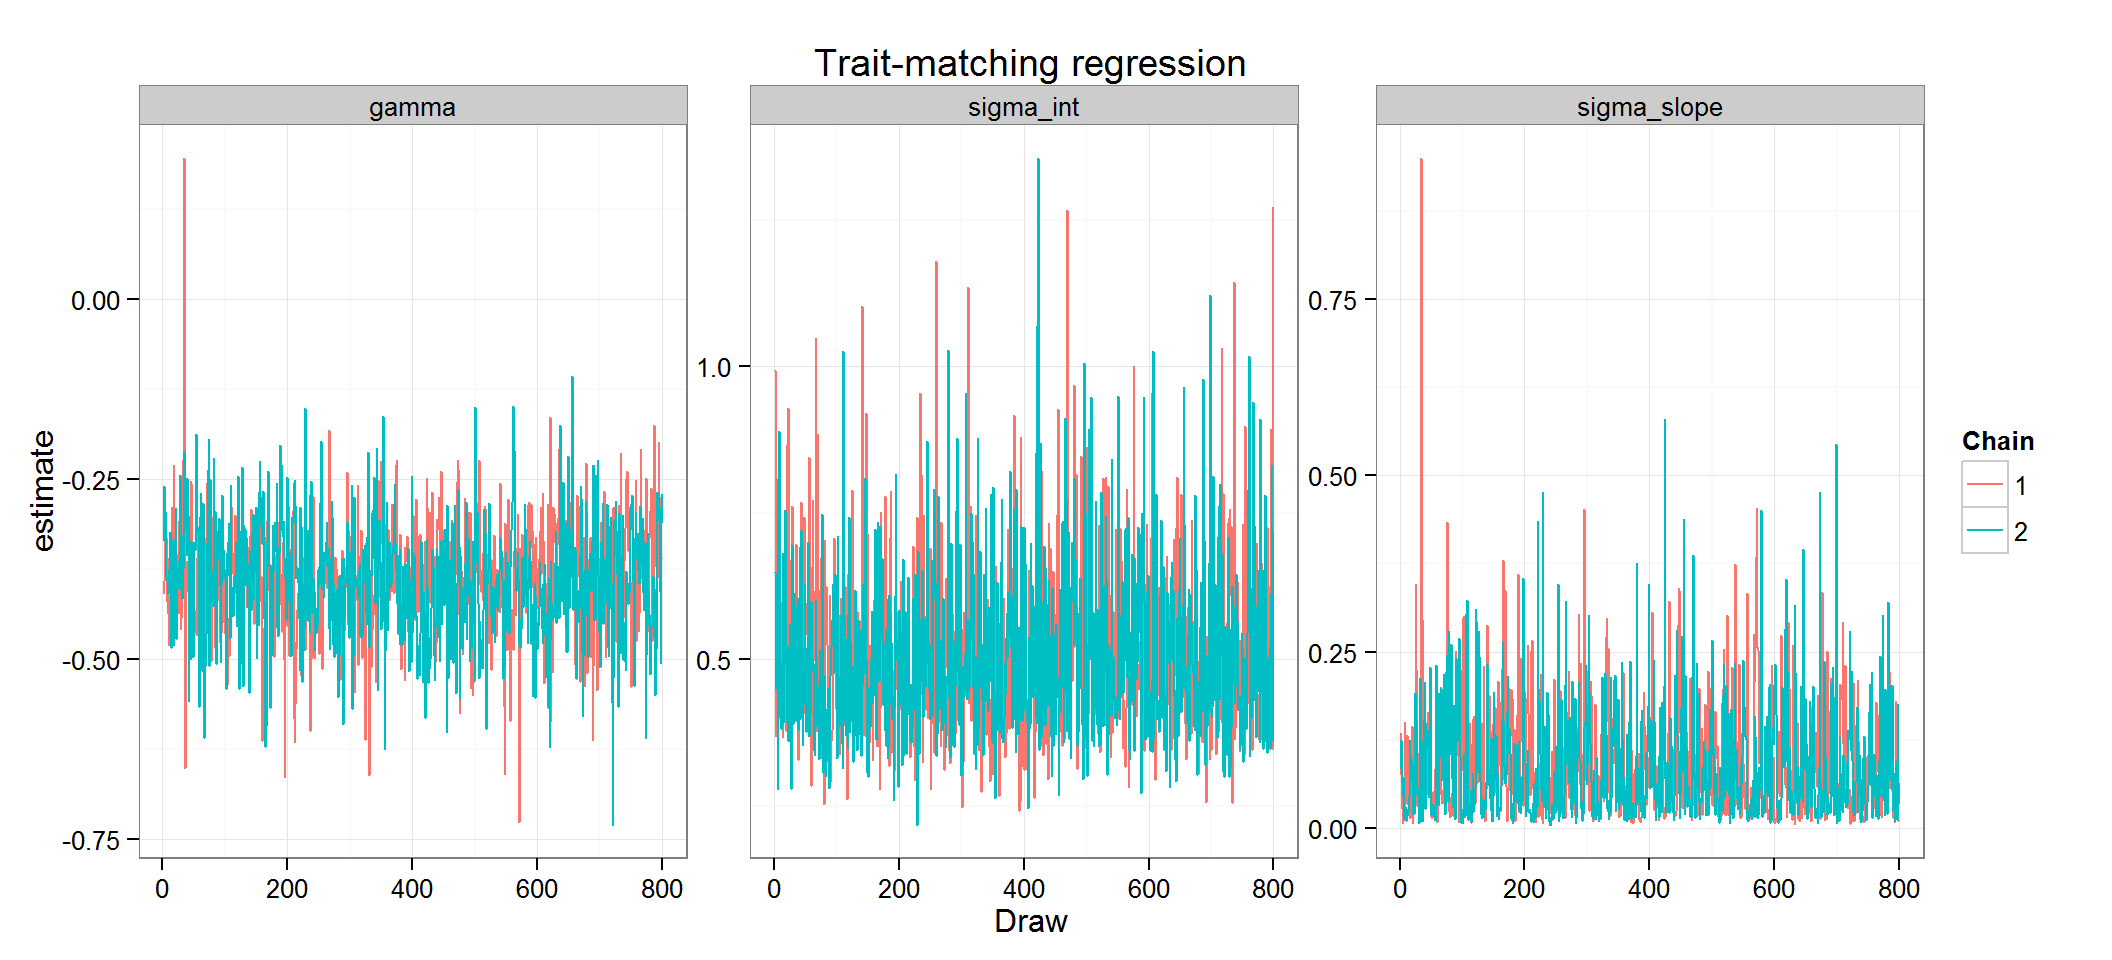 Trait-matching regression
gamma
sigma_int
sigma_slope
estimate
0.00
-0.25
-0.50
-0.75
1.0
0.5
0.75
0.50
0.25
0.00
0 200 400 600 800
0 200 400 600 800
0 200 400 600 800
Draw
Chain
1
2